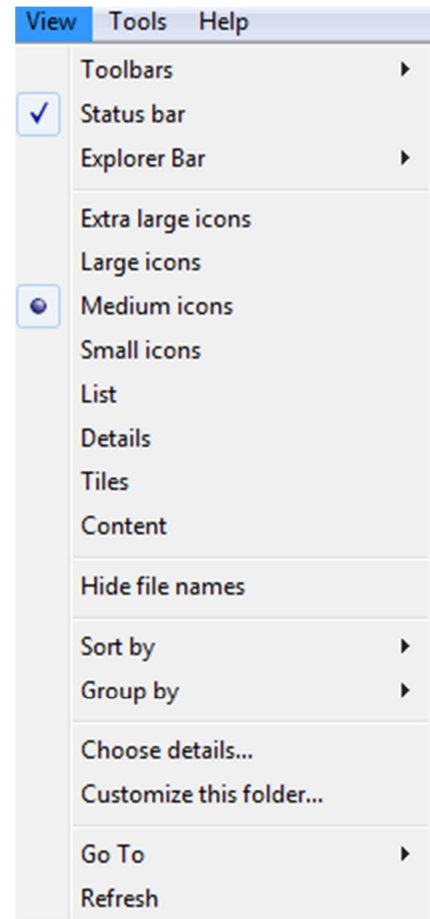 View Tools Help
Toolbars
Status bar
Explorer Bar
Extra large icons
Large icons
Medium icons
Small icons
List
Details
Tiles
Content
Hide file names
Sort by
Group by
Choose details...
Customize this folder...
Go To
Refresh